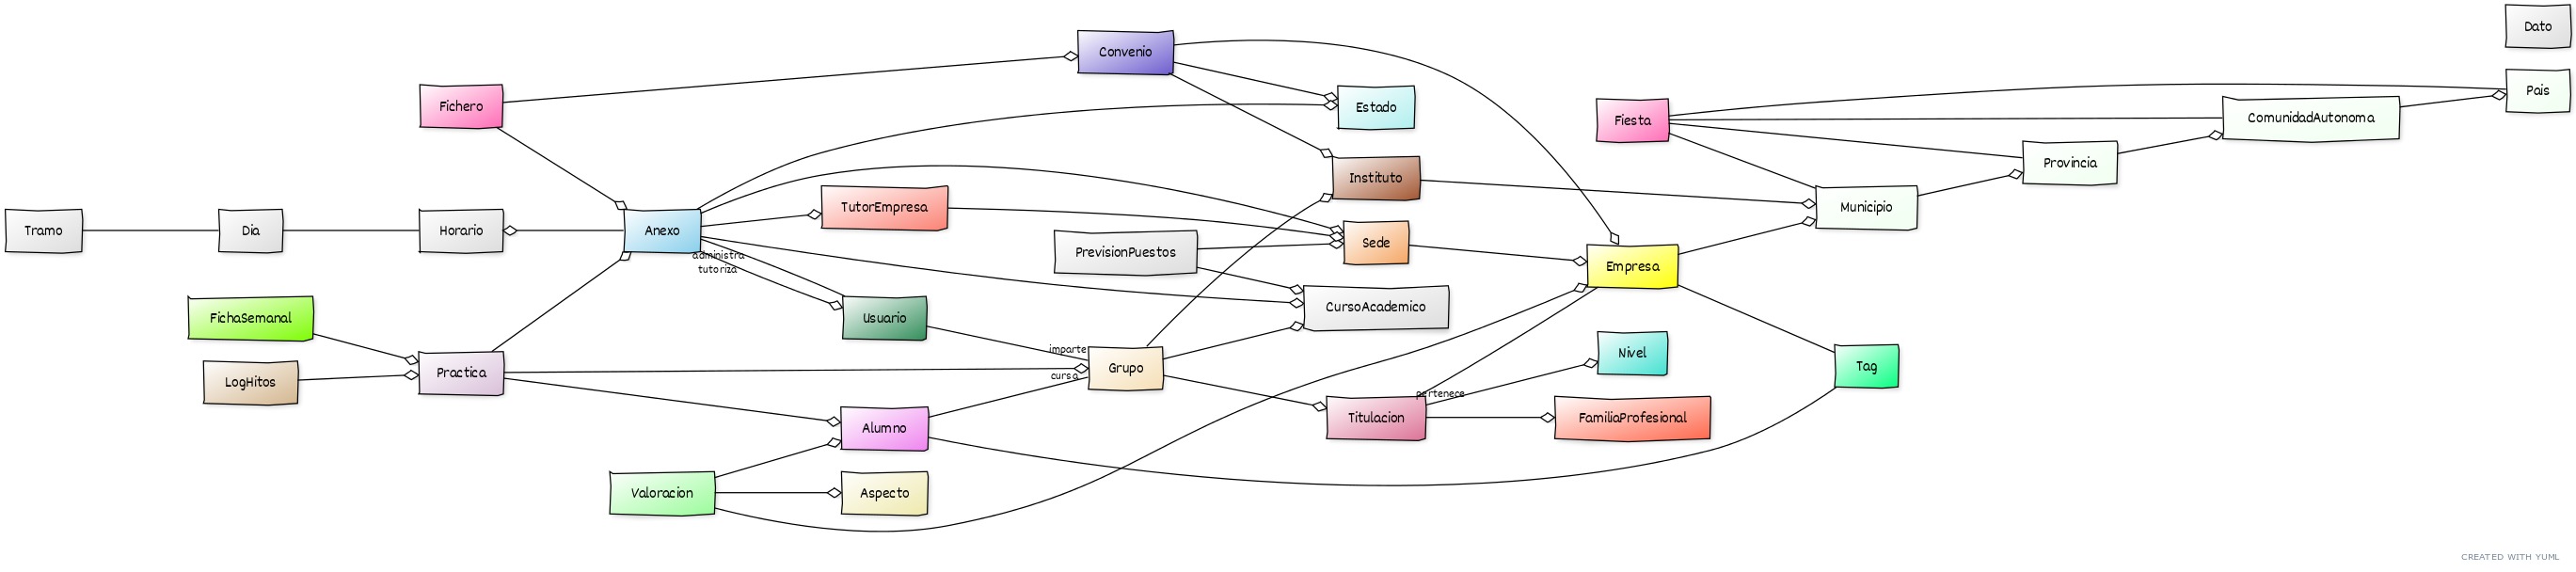 Dato
Convenio
Pais
Fichero
Estado
Fiesta
ComunidadAutonoma
Provincia
Instituto
TutorEmpresa
Municipio
Tramo
Dia
Horario
Anexo
Sede
PrevisionPuestos
administra
tutoriza
Empresa
CursoAcademico
FichaSemanal
Usuario
imparte
Nivel
Tag
Practica
Grupo
cursa
LogHitos
pertenece
Titulacion
FamiliaProfesional
Alumno
Valoracion
Aspecto
CREATED WITH YUML